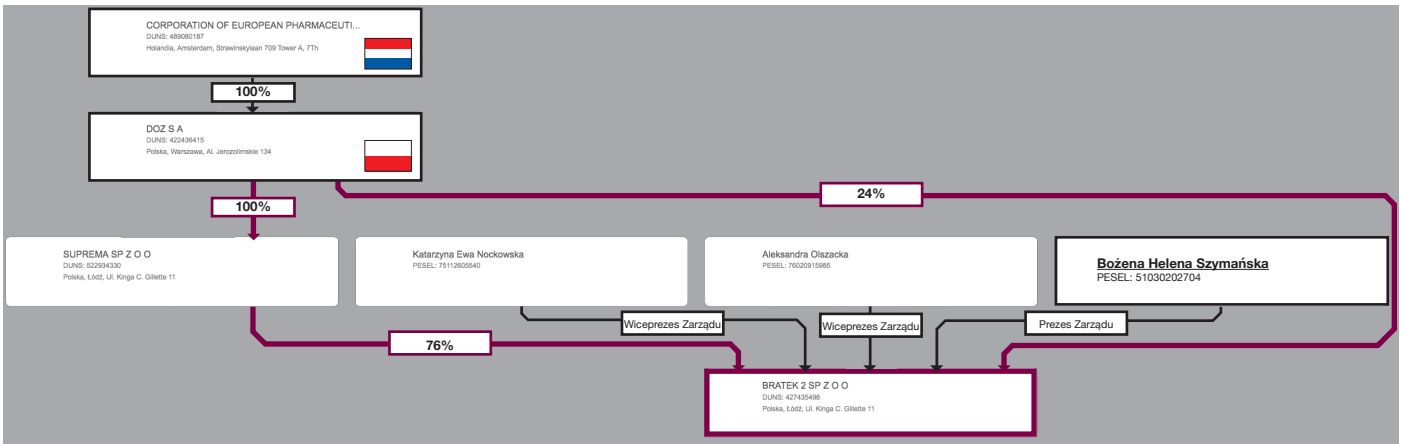 CORPORATION OF EUROPEAN PHARMACEUTI...
DUNS: 489080187
Holandia, Amsterdam, Strawinskylaan 709 Tower A, 7Th
100%
DOZ S A
DUNS: 422436415
Polska, Warszawa, Al. Jerozolimskie 134
100%
24%
SUPREMA SP Z O O
DUNS: 522934330
Polska, Łódź, Ul. Kinga C. Gillette 11
Katarzyna Ewa Nockowska
PESEL: 75112605540
Aleksandra Olszacka
PESEL: 76020915985
Bożena Helena Szymańska
PESEL: 51030202704
Wiceprezes Zarządu
Wiceprezes Zarządu
Prezes Zarządu
76%
BRATEK 2 SP Z O O
DUNS: 427435498
Polska, Łódź, Ul. Kinga C. Gillette 11